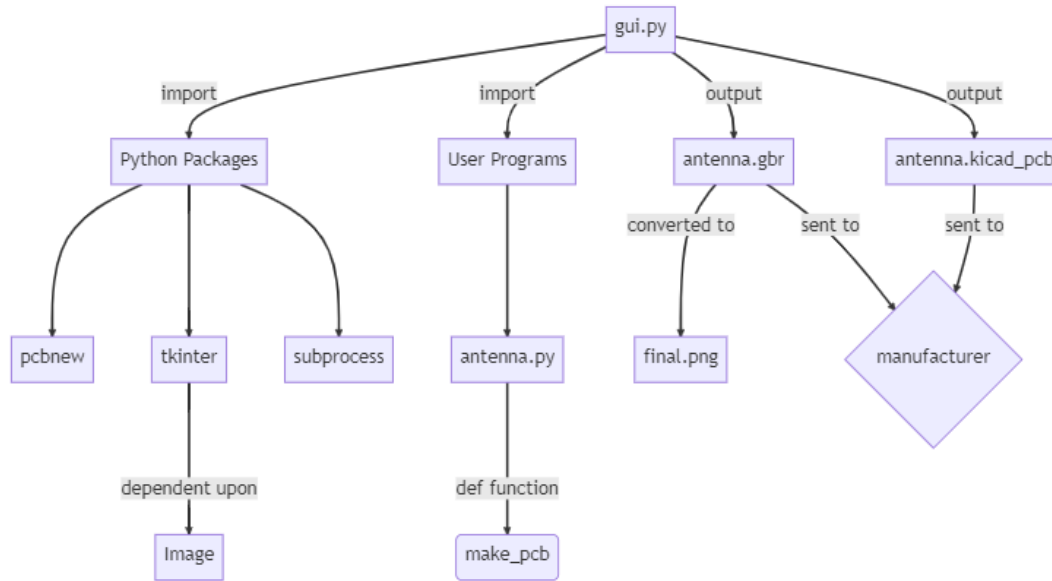 gui.py
import
import
output
output
Python Packages
User Programs
antenna.gbr
antenna.kicad_pcb
converted to
sent to
sent to
pcbnew
tkinter
subprocess
antenna.py
final.png
manufacturer
dependent upon
def function
Image
make_pcb